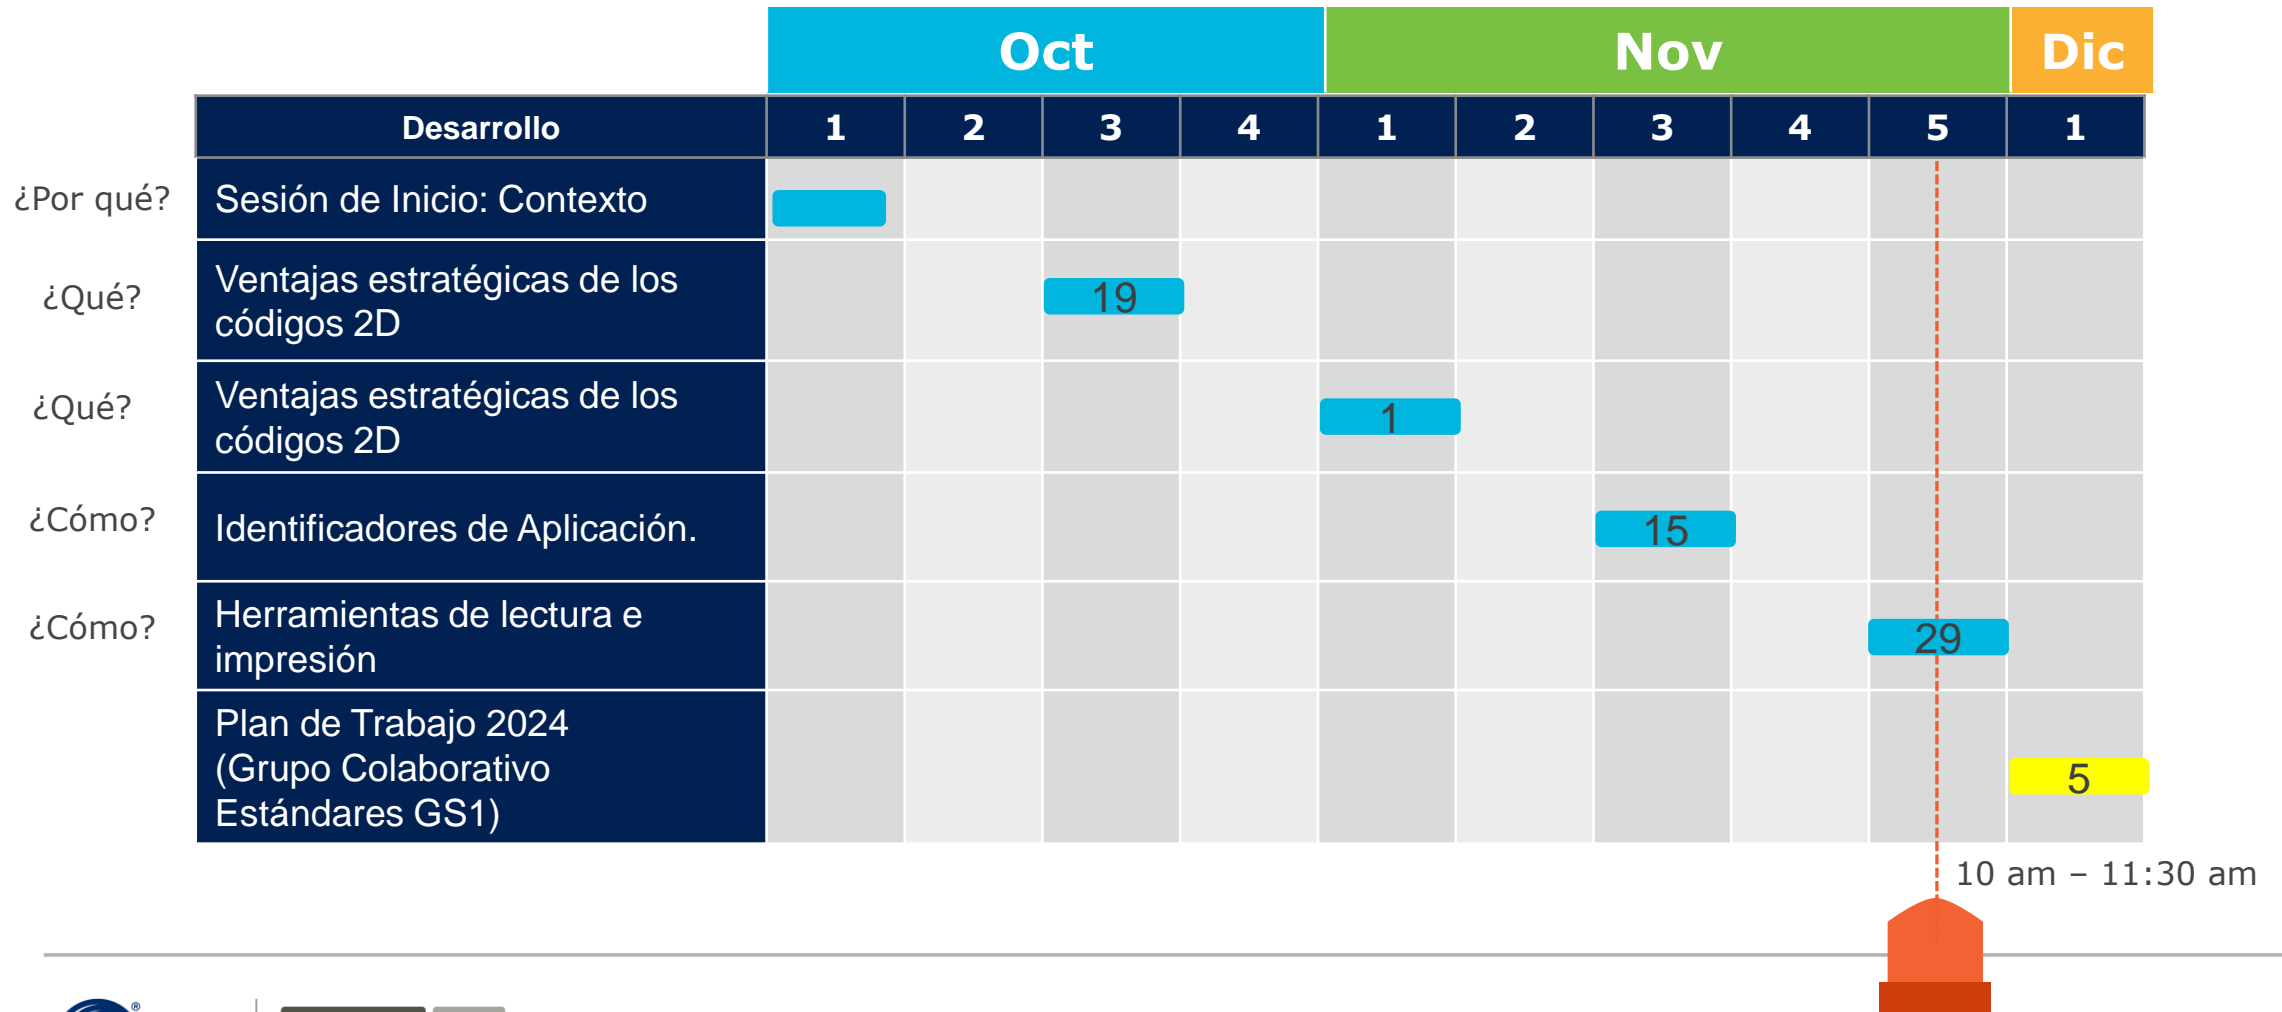 Oct Nov Dic
Desarrollo 1 2 3 4 1 2 3 4 5 1
¿Por qué? Sesión de Inicio: Contexto
¿Qué? Ventajas estratégicas de los
códigos 2D
19
¿Qué? Ventajas estratégicas de los
códigos 2D
1
¿Cómo? Identificadores de Aplicación.
15
¿Cómo? Herramientas de lectura e
impresión
29
Plan de Trabajo 2024
(Grupo Colaborativo
Estándares GS1)
5
10 am – 11:30 am
®